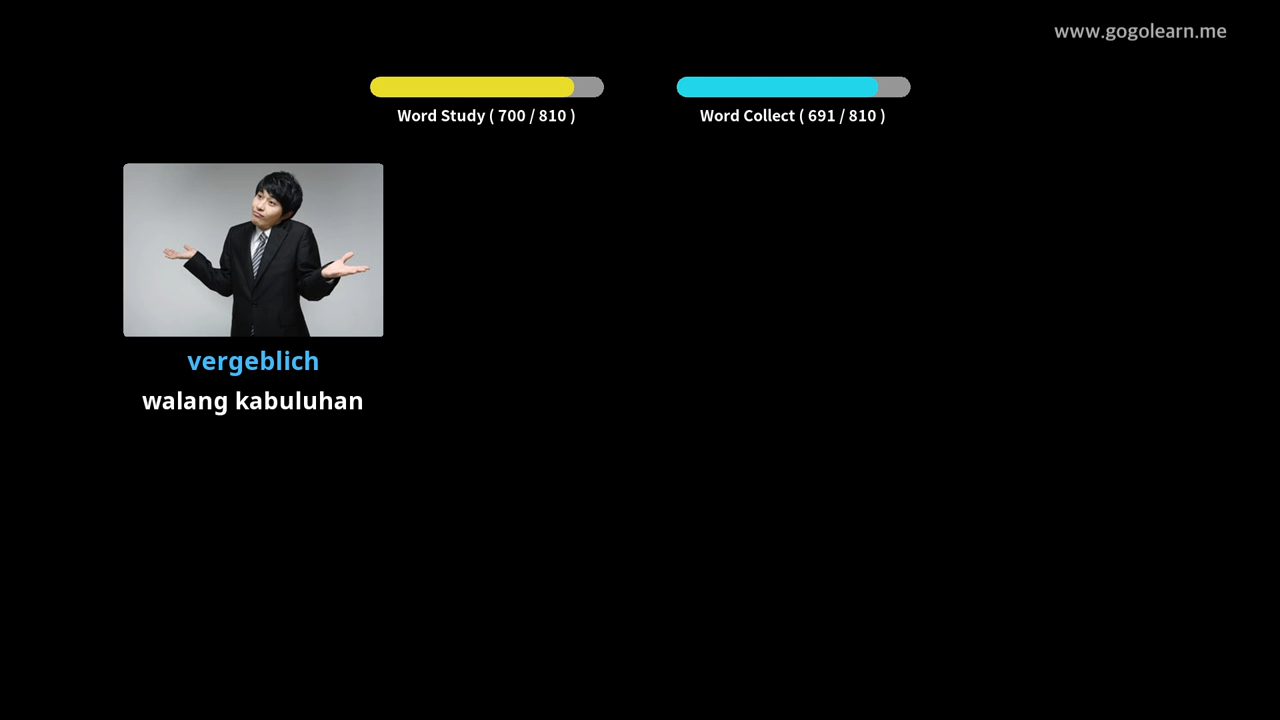 www.gogolearn.me
Word Study ( 700 / 810 )
Word Collect ( 691 / 810 )
vergeblich
walang kabuluhan